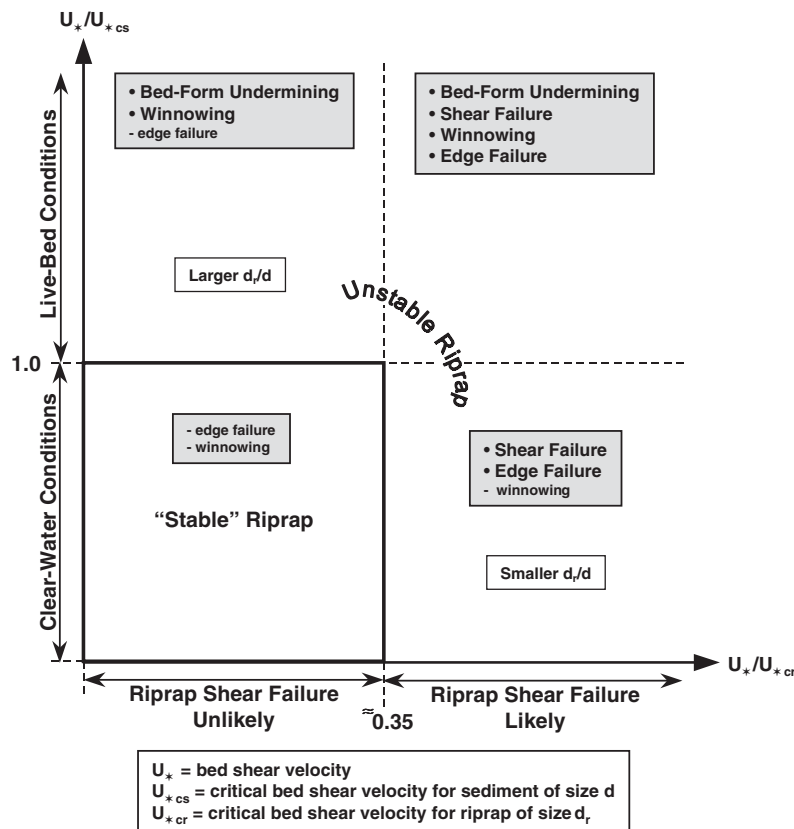 U*/U*cs
• Bed-Form Undermining
• Winnowing
- edge failure
• Bed-Form Undermining
• Shear Failure
• Winnowing
• Edge Failure
Live-Bed Conditions
Larger dr/d
Unstable Riprap
1.0
Clear-Water Conditions
- edge failure
- winnowing
"Stable" Riprap
• Shear Failure
• Edge Failure
- winnowing
Smaller dr/d
U*/U*cr
Riprap Shear Failure
Unlikely
≈0.35
Riprap Shear Failure
Likely
U* = bed shear velocity
U*cs = critical bed shear velocity for sediment of size d
U*cr = critical bed shear velocity for riprap of size dr